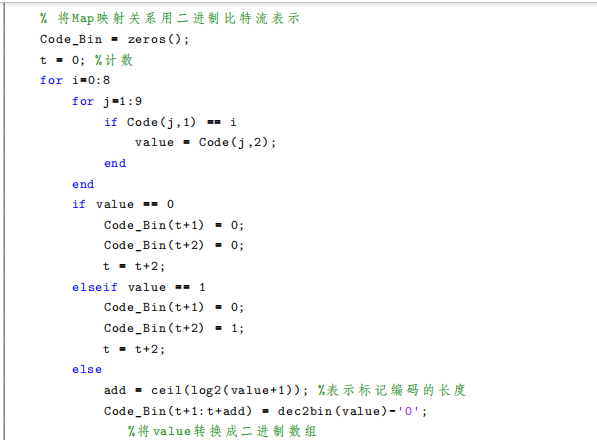 % 将Map映射关系用二进制比特流表示
Code_Bin = zeros();
t = 0; %计数
for i=0:8
for j=1:9
if Code(j,1) == i
value = Code(j,2);
end
end
if value == 0
Code_Bin(t+1) = 0;
Code_Bin(t+2) = 0;
t = t+2;
elseif value == 1
Code_Bin(t+1) = 0;
Code_Bin(t+2) = 1;
t = t+2;
else
add = ceil(log2(value+1)); %表示标记编码的长度
Code_Bin(t+1:t+add) = dec2bin(value)-'0';
%将value转换成二进制数组